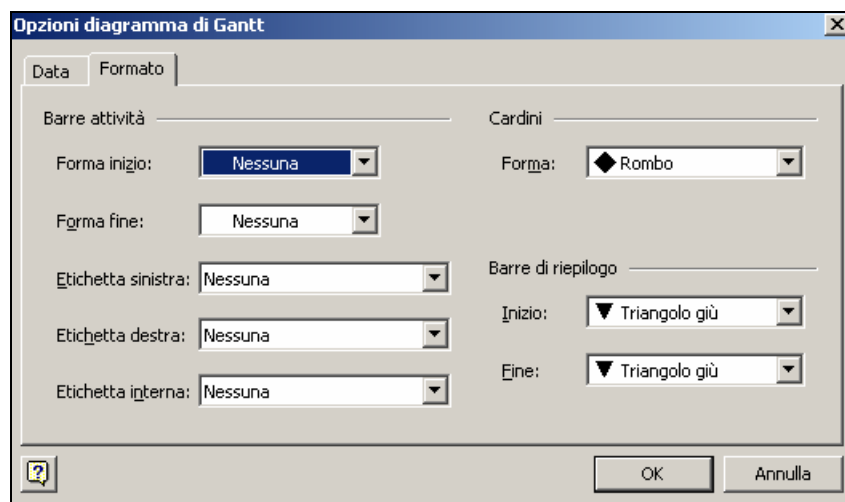 Opzioni diagramma di Gantt
Data
Formato
Barre attività
Forma inizio: Nessuna
Forma fine: Nessuna
Etichetta sinistra: Nessuna
Etichetta destra: Nessuna
Etichetta interna: Nessuna
Cardini
Forma: Rombo
Barre di riepilogo
Inizio: Triangolo giù
Fine: Triangolo giù
?
OK
Annulla